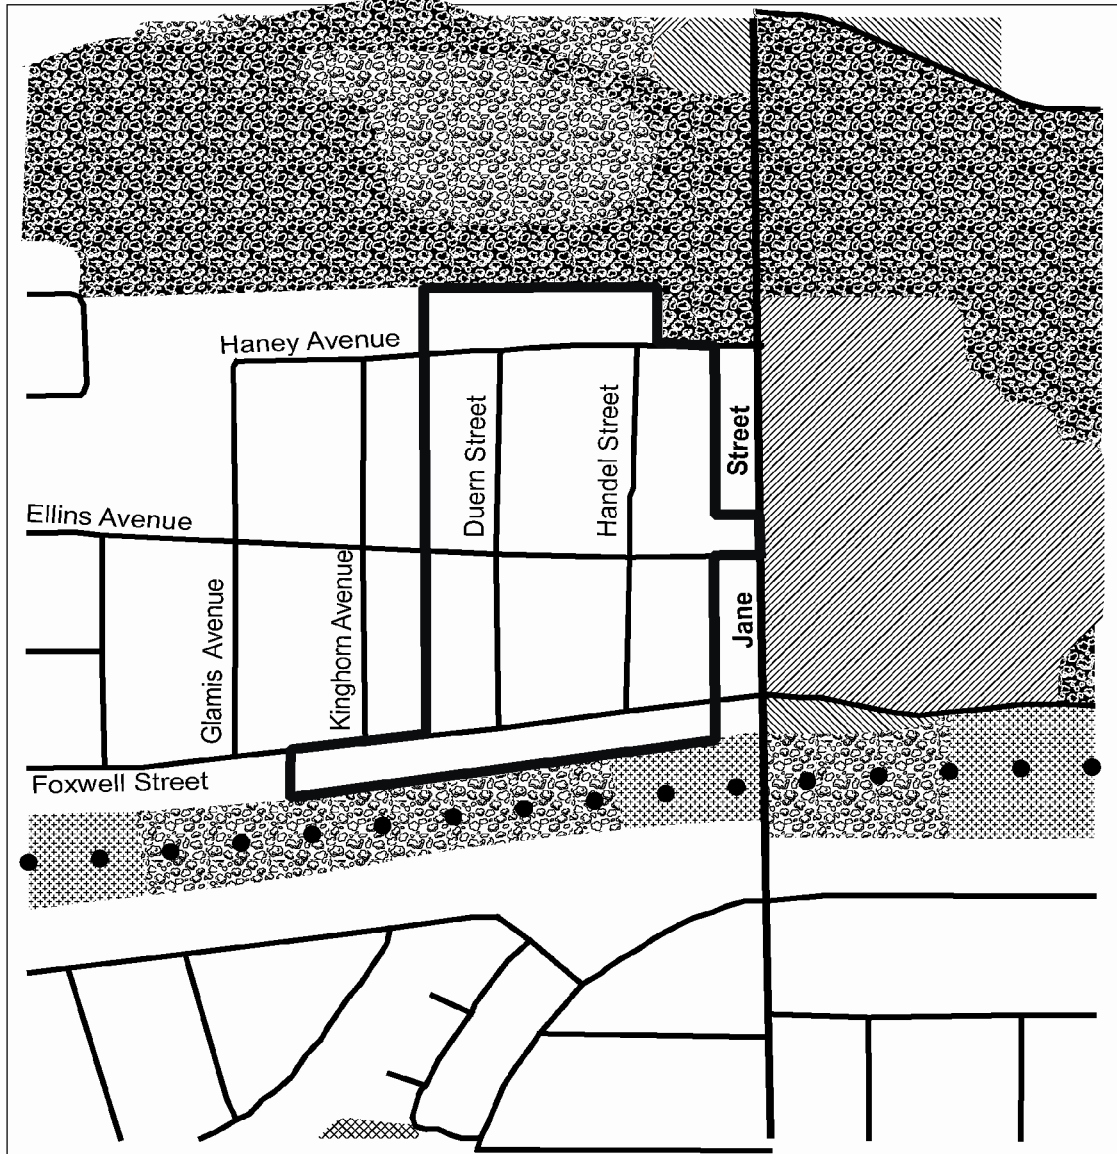 Haney Avenue
Duern Street
Handel Street
Jane Street
Ellins Avenue
Glamis Avenue
Kinghorn Avenue
Foxwell Street